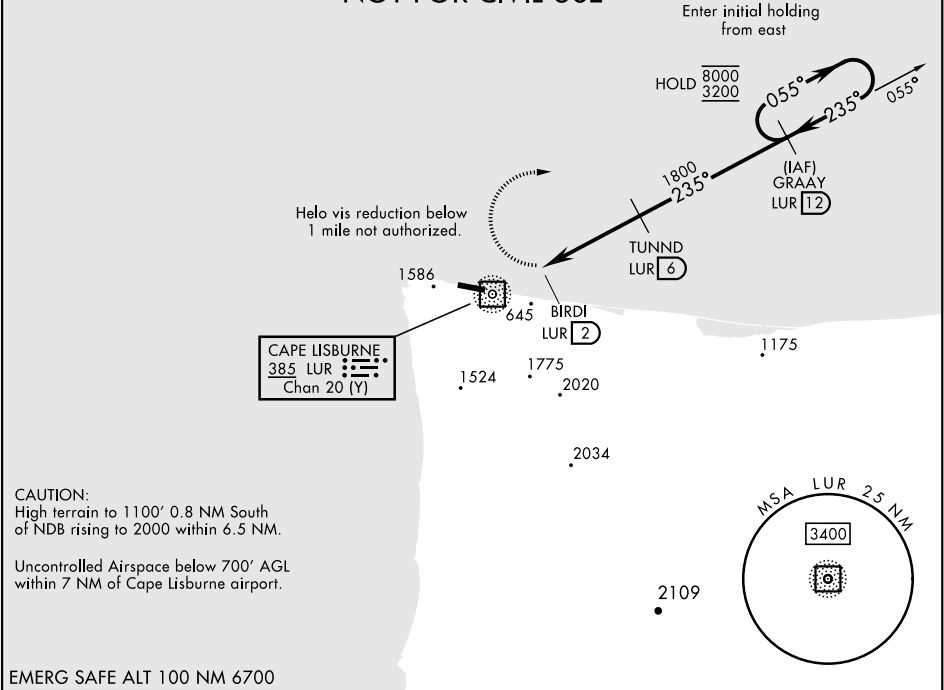 Enter initial holding
from east
HOLD 8000
3200
055°
235°
055°
1800
235°
(IAF)
GRAAY
LUR 12
Helo vis reduction below
1 mile not authorized.
TUNND
LUR 6
1586
645
BIRDI
LUR 2
CAPE LISBURNE
385 LUR
Chan 20 (Y)
1175
1524
1775
2020
2034
CAUTION:
High terrain to 1100' 0.8 NM South
of NDB rising to 2000 within 6.5 NM.
Uncontrolled Airspace below 700' AGL
within 7 NM of Cape Lisburne airport.
MSA LUR 25 NM
3400
2109
EMERG SAFE ALT 100 NM 6700